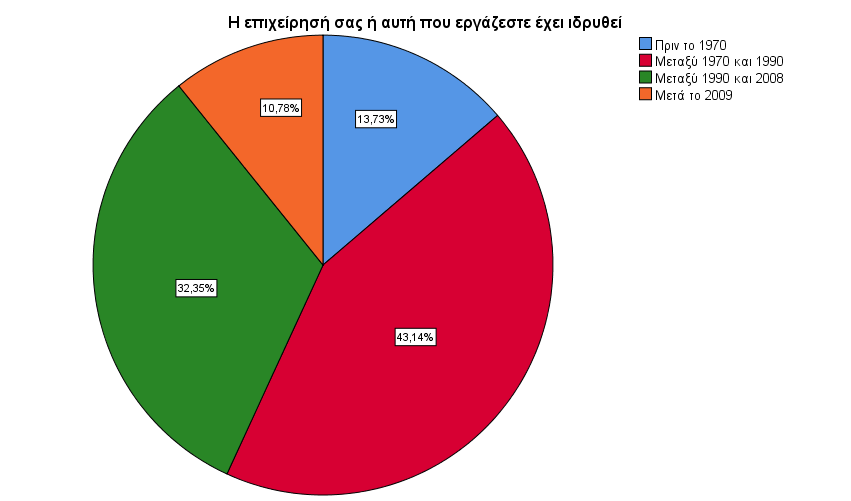 Η επιχείρησή σας ή αυτή που εργάζεστε έχει ιδρυθεί
Πριν το 1970
Μεταξύ 1970 και 1990
Μεταξύ 1990 και 2008
Μετά το 2009
10,78%
13,73%
32,35%
43,14%